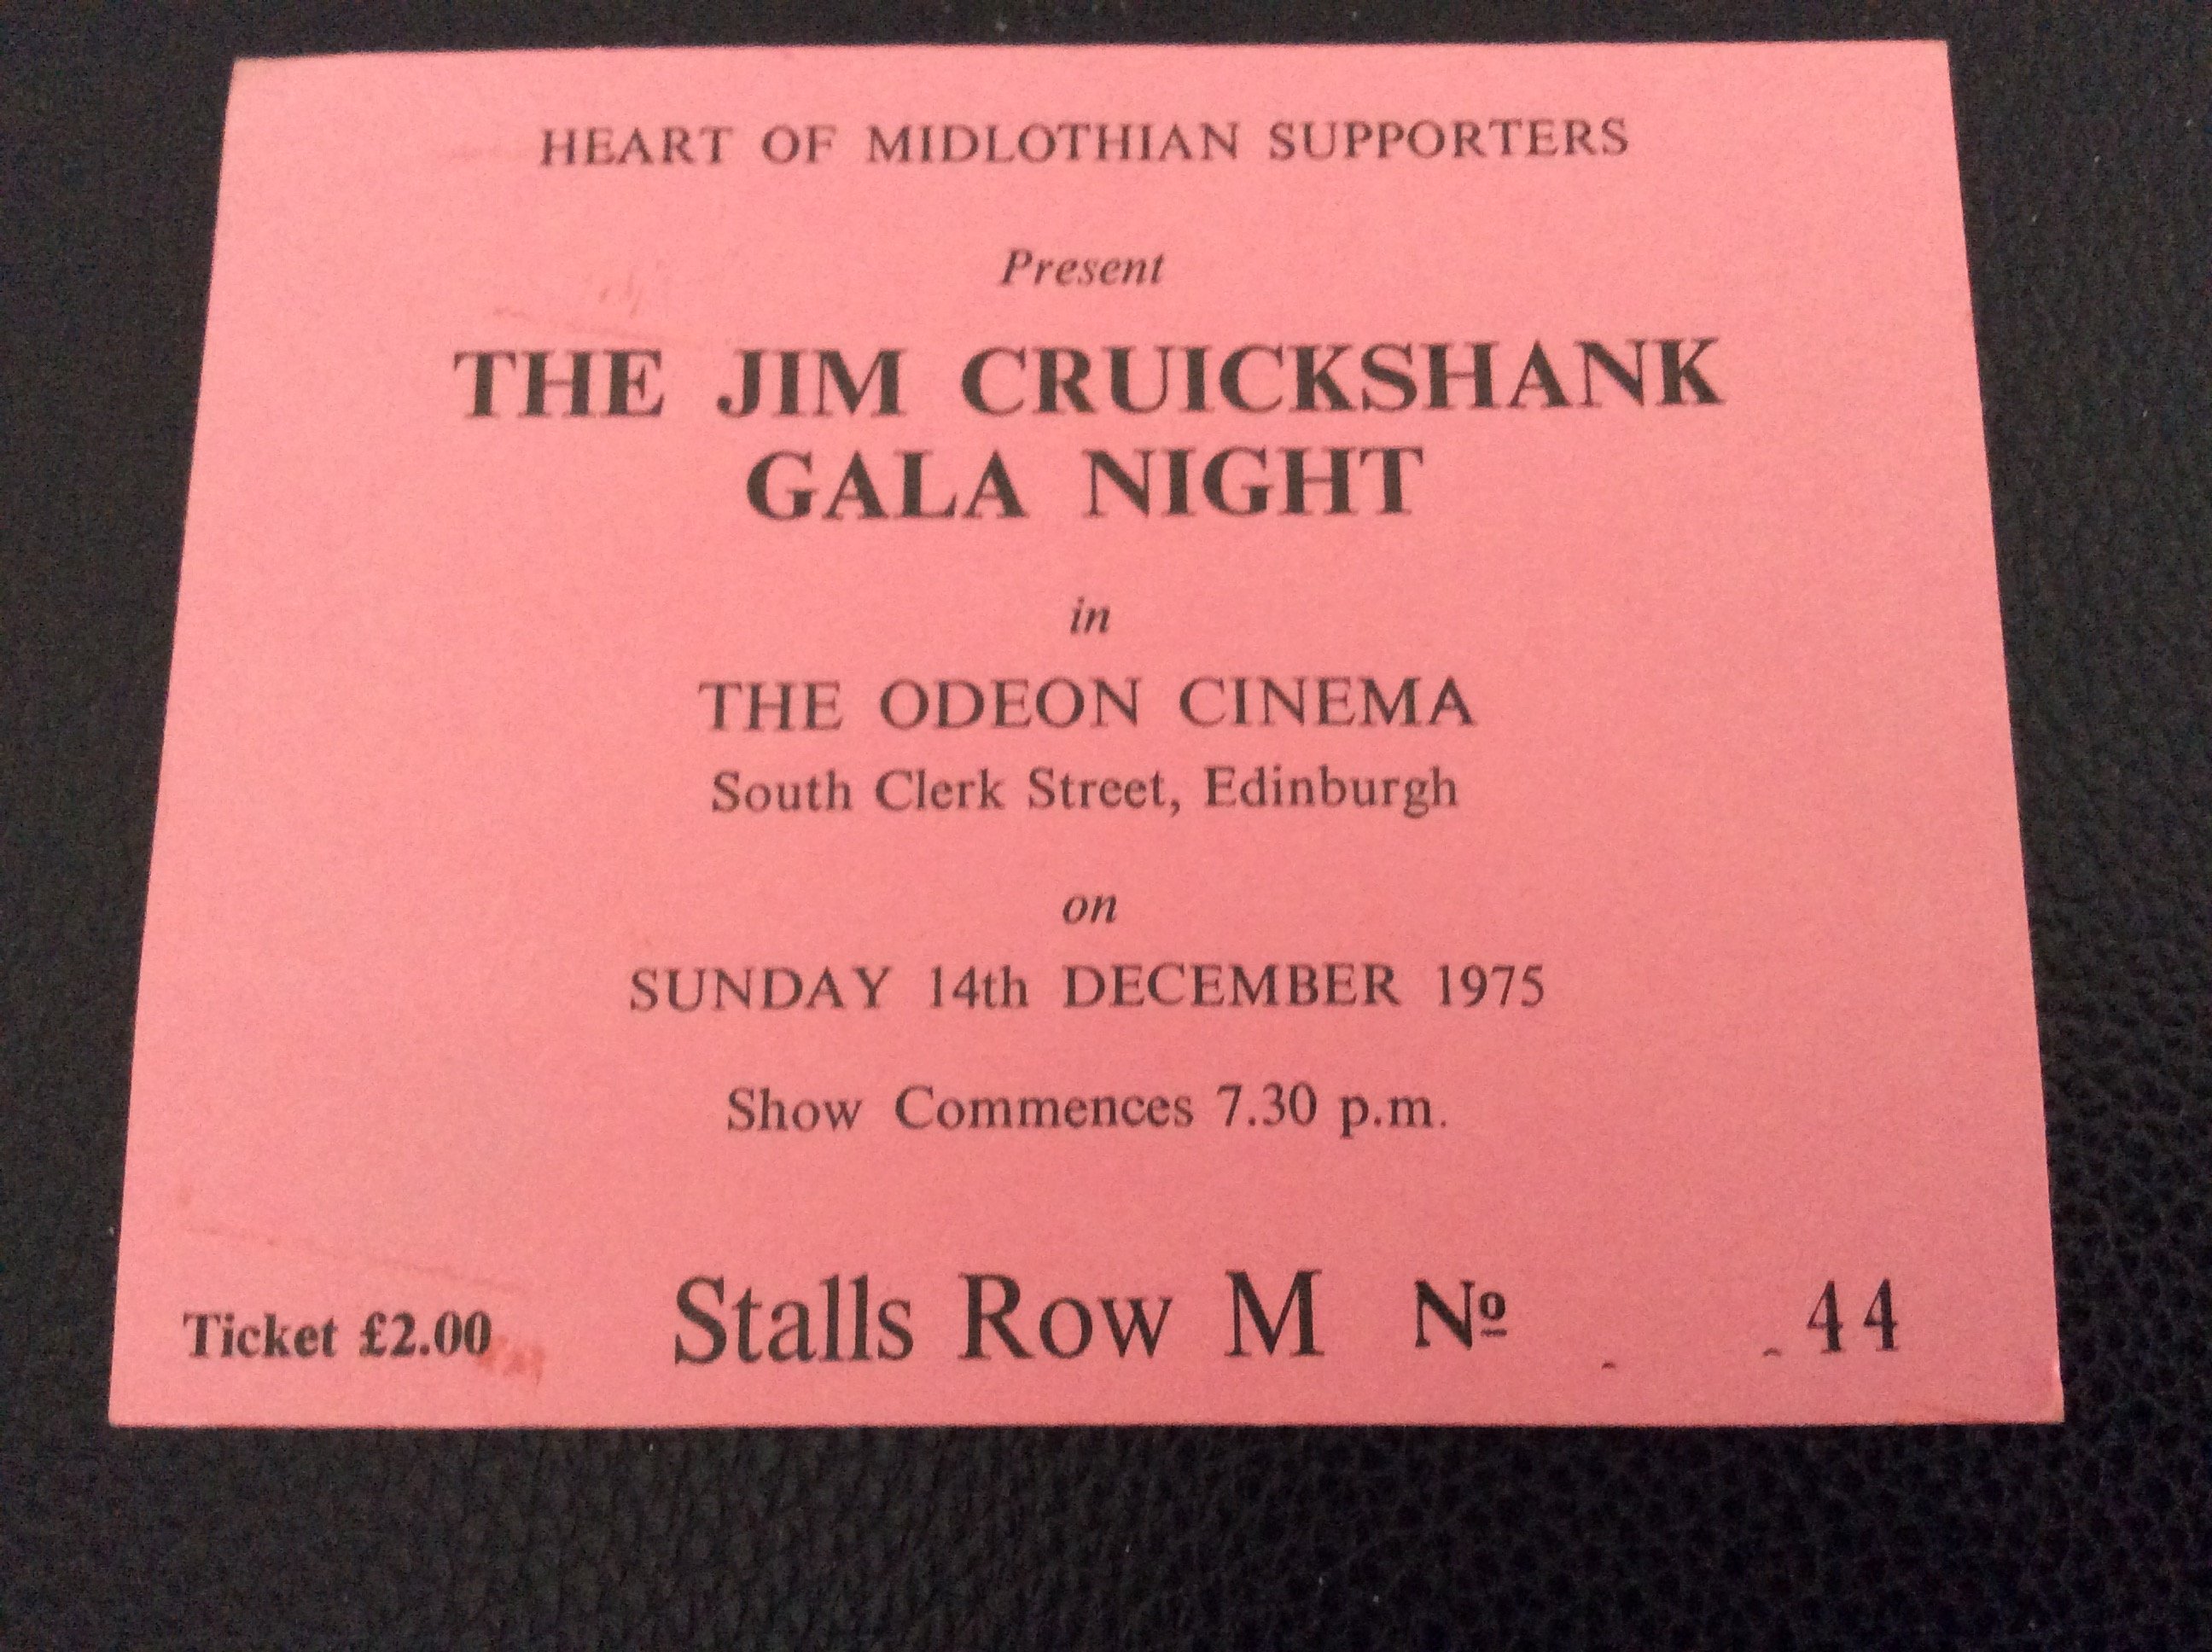 HEART OF MIDLOTHIAN SUPPORTERS
Present
THE JIM CRUICKSHANK
GALA NIGHT
in
THE ODEON CINEMA
South Clerk Street, Edinburgh
on
SUNDAY 14th DECEMBER 1975
Show Commences 7.30 p.m.
Ticket £2.00 Stalls Row M Nº 44